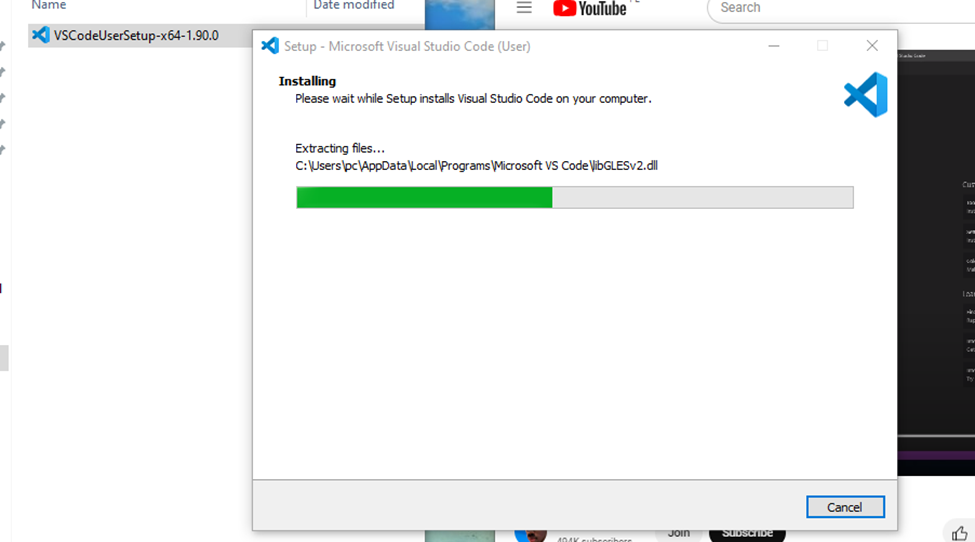 Name
Date modified
VSCodeUserSetup-x64-1.90.0
YouTube
Search
Setup - Microsoft Visual Studio Code (User)
Installing
Please wait while Setup installs Visual Studio Code on your computer.
Extracting files...
C:\Users\pc\AppData\Local\Programs\Microsoft VS Code\libGLESv2.dll
Cancel
494K subscribers
Join
Subscribe